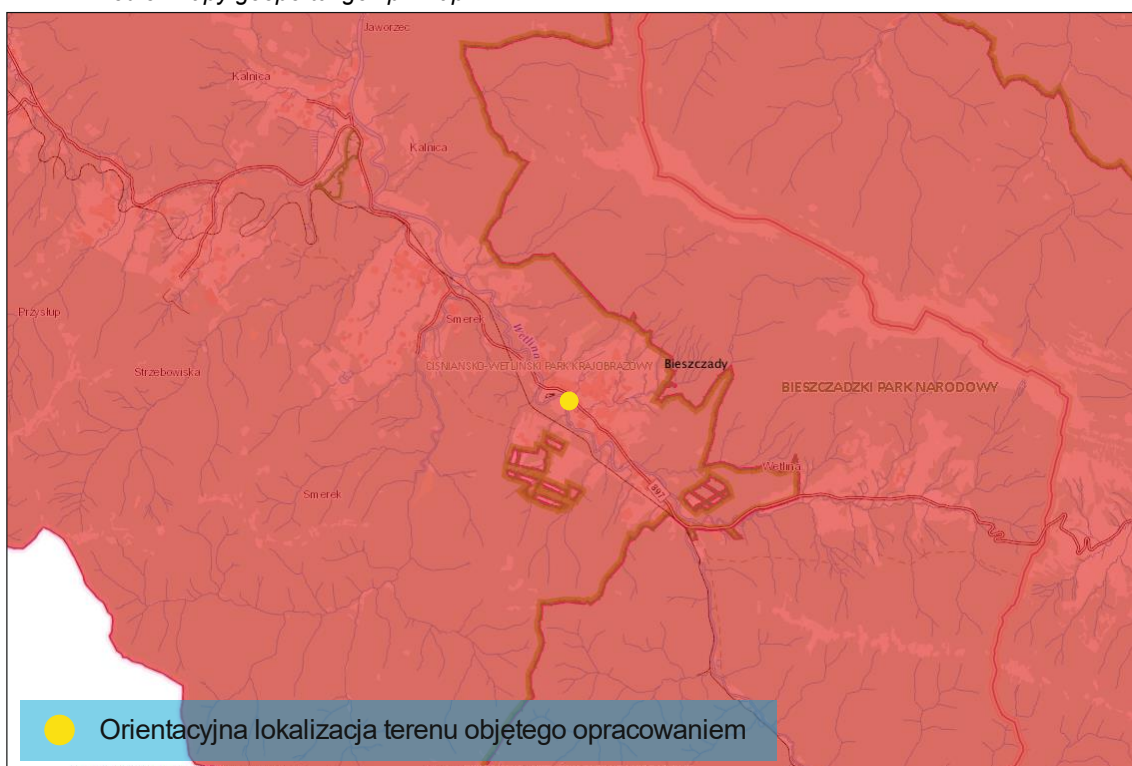 Jaworzec
Kalnica
Kalnica
Przysłup
Smerek
Wetlina
Strzebowiska
CIŚNIAŃSKO-WETLIŃSKI PARK KRAJOBRAZOWY
Bieszczady
BIESZCZADZKI PARK NARODOWY
Wetlina
Smerek
897
Orientacyjna lokalizacja terenu objętego opracowaniem